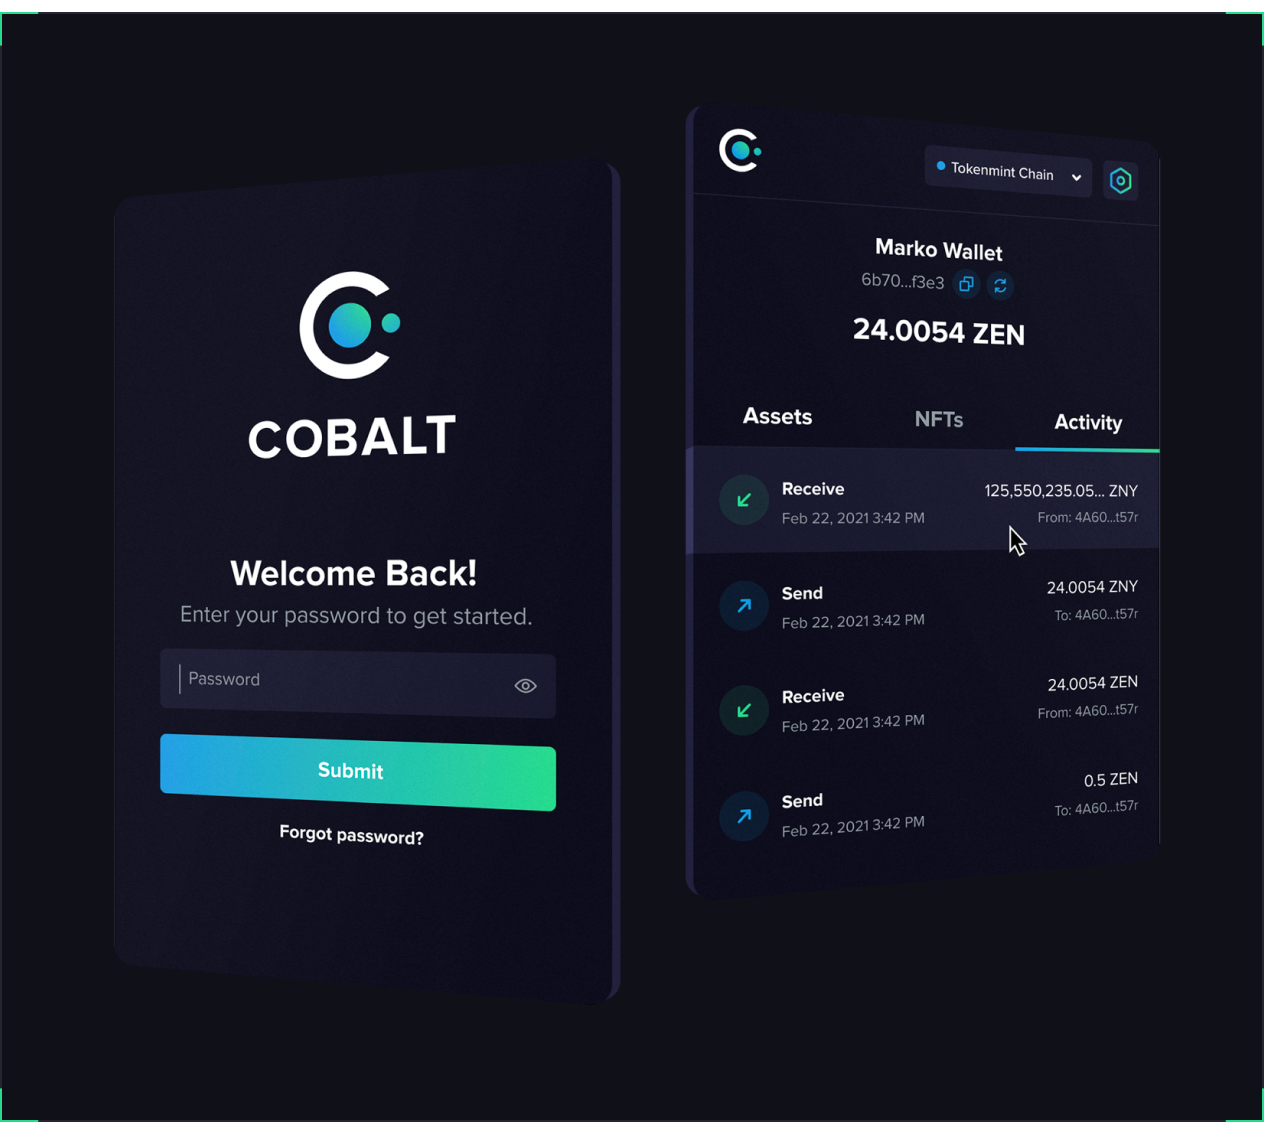 COBALT
Welcome Back!
Enter your password to get started.
Password
Submit
Forgot password?
Tokenmint Chain
Marko Wallet
6b70...f3e3
24.0054 ZEN
Assets NFTs Activity
Receive 125,550,235.05... ZNY
Feb 22, 2021 3:42 PM From: 4A60...t57r
Send 24.0054 ZNY
Feb 22, 2021 3:42 PM To: 4A60...t57r
Receive 24.0054 ZEN
Feb 22, 2021 3:42 PM From: 4A60...t57r
Send 0.5 ZEN
Feb 22, 2021 3:42 PM To: 4A60...t57r